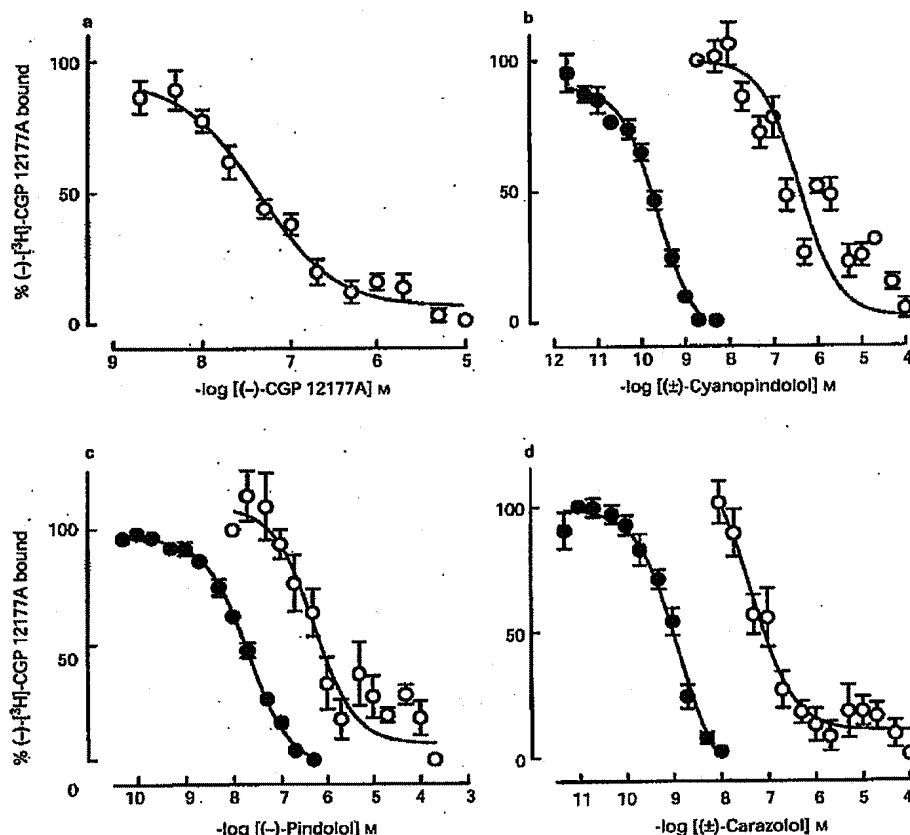 a
% (–)-[³H]-CGP 12177A bound
100
50
0
9 8 7 6 5
-log [(–)-CGP 12177A] M
b
100
50
0
12 11 10 9 8 7 6 5 4
-log [(±)-Cyanopindolol] M
c
% (–)-[³H]-CGP 12177A bound
100
50
0
10 9 8 7 6 5 4 3
-log [(–)-Pindolol] M
d
100
50
0
11 10 9 8 7 6 5 4
-log [(±)-Carazolol] M